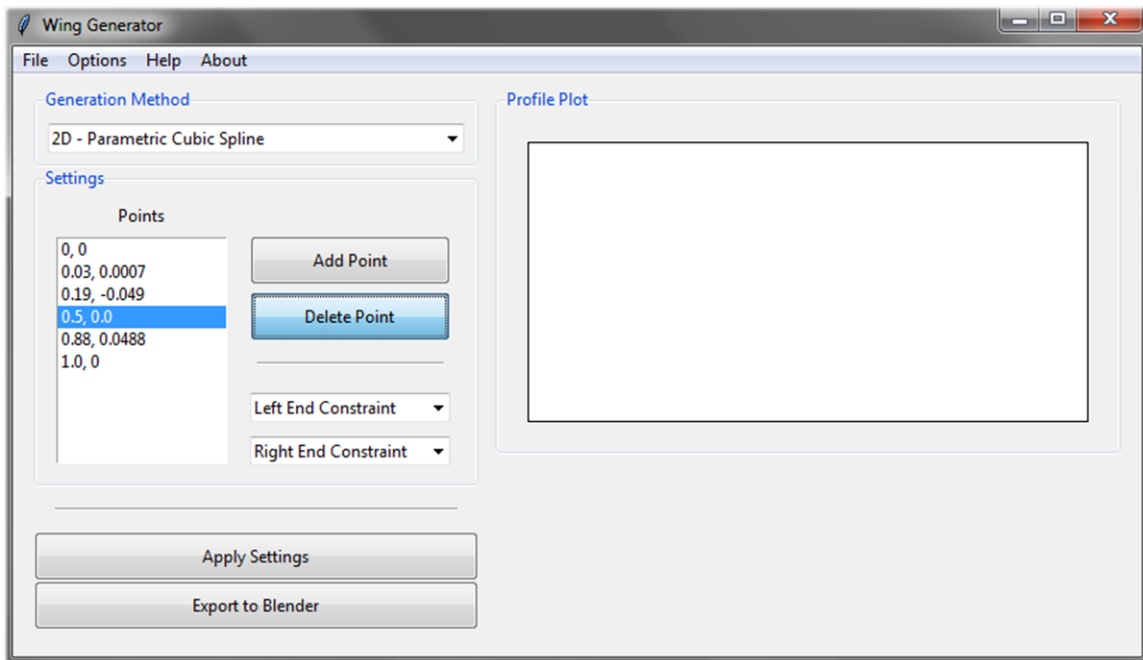 Wing Generator
File Options Help About
Generation Method
2D - Parametric Cubic Spline
Settings
Points
0, 0
0.03, 0.0007
0.19, -0.049
0.5, 0.0
0.88, 0.0488
1.0, 0
Add Point
Delete Point
Left End Constraint
Right End Constraint
Apply Settings
Export to Blender
Profile Plot